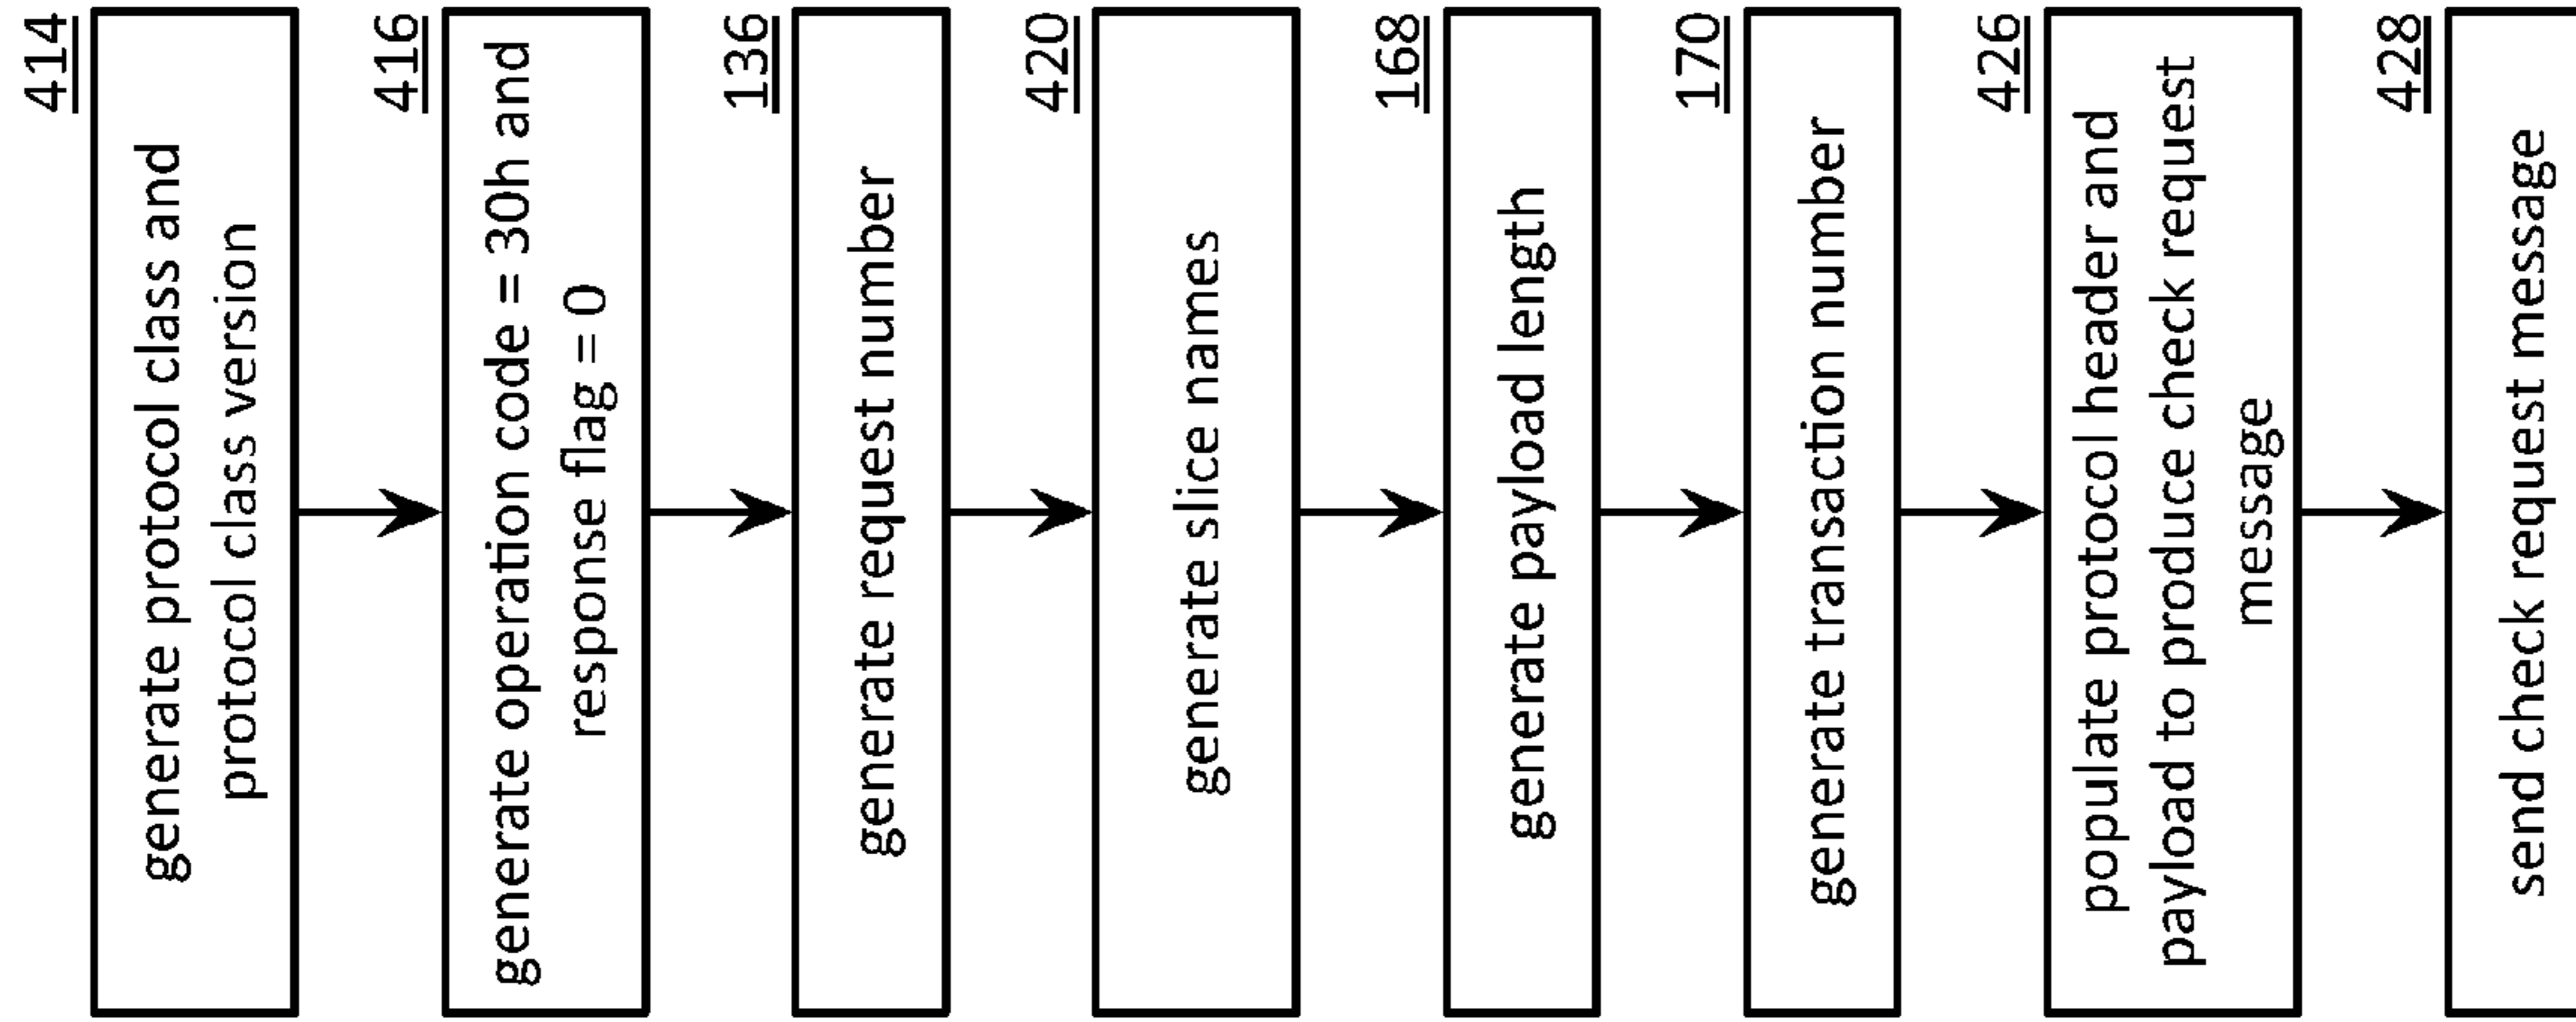 414
generate protocol class and
protocol class version
416
generate operation code = 30h and
response flag = 0
136
generate request number
420
generate slice names
168
generate payload length
170
generate transaction number
426
populate protocol header and
payload to produce check request
message
428
send check request message